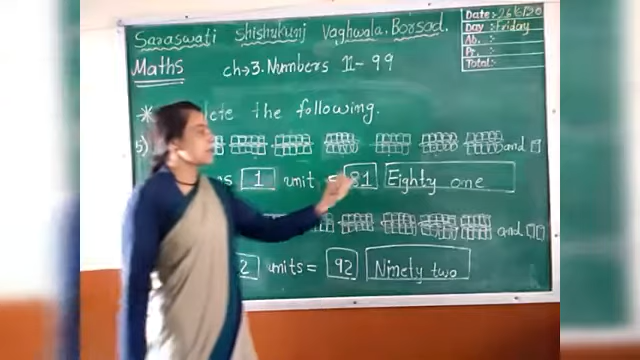 Saraswati Shishukunj Vaghwala, Borsad.
Date:- 26/6/20
Day :- Friday
Ab. :-
Pr. :-
Total:-
Maths
ch→3. Numbers 11-99
* the following.
5) and
1 unit = 81 Eighty one
and
2 units = 92 Ninety two